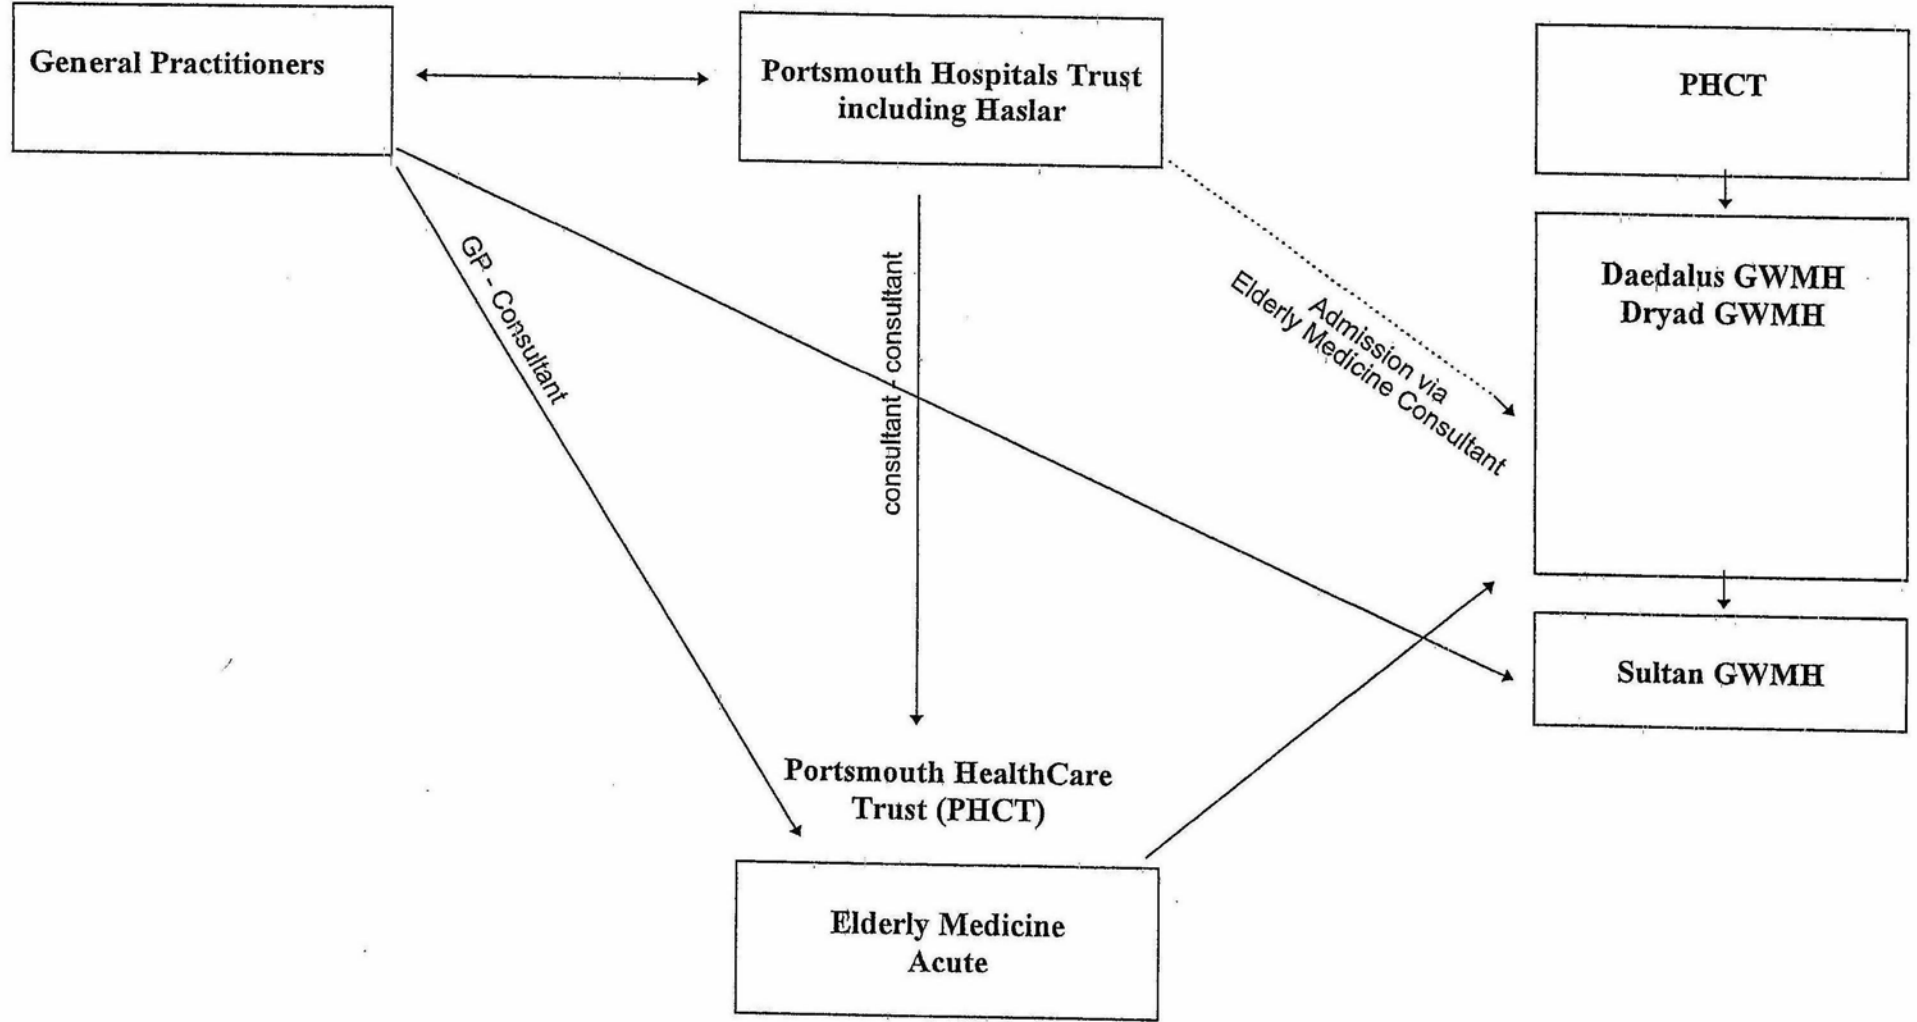 General Practitioners
Portsmouth Hospitals Trust
including Haslar
PHCT
Daedalus GWMH
Dryad GWMH
GP - Consultant
consultant - consultant
Admission via
Elderly Medicine Consultant
Sultan GWMH
Portsmouth HealthCare
Trust (PHCT)
Elderly Medicine
Acute